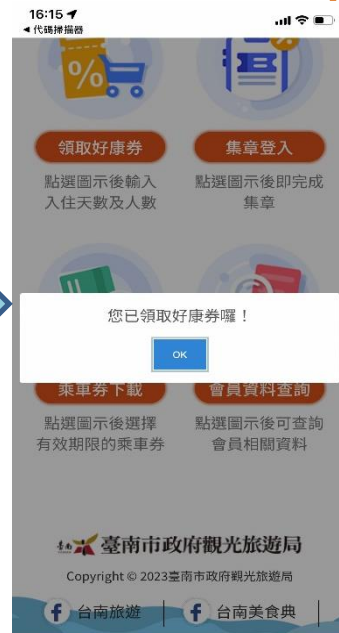 16:15
◀ 代碼掃描器
%
領取好康券
集章登入
點選圖示後輸入
入住天數及人數
點選圖示後即完成
集章
您已領取好康券囉！
OK
乘車券下載
會員資料查詢
點選圖示後選擇
有效期限的乘車券
點選圖示後可查詢
會員相關資料
臺南市政府觀光旅遊局
Copyright © 2023臺南市政府觀光旅遊局
f 台南旅遊
f 台南美食典